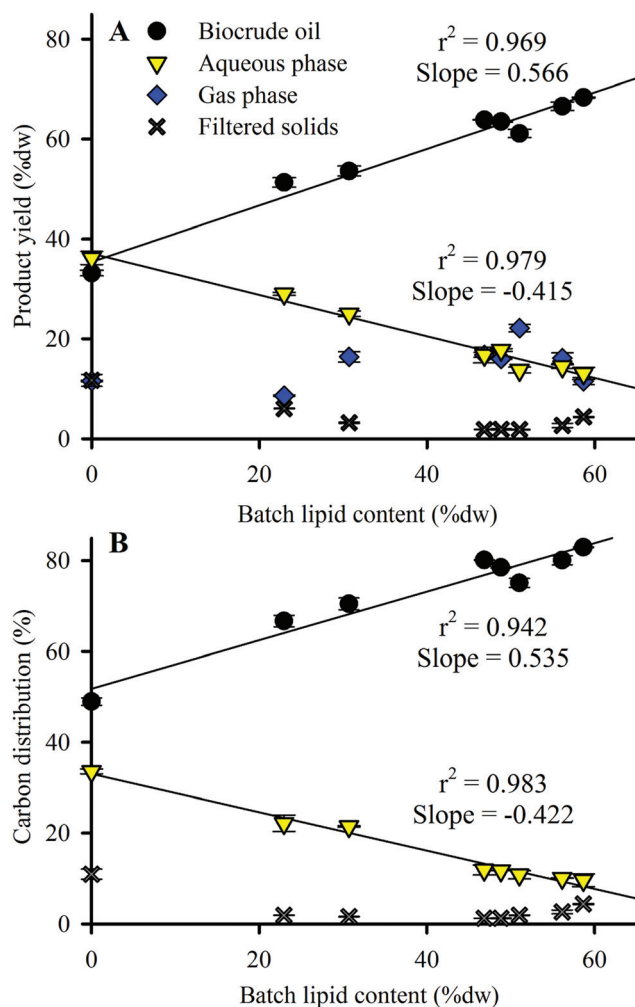 A
Biocrude oil
Aqueous phase
Gas phase
Filtered solids
r² = 0.969
Slope = 0.566
r² = 0.979
Slope = -0.415
Product yield (%dw)
80
60
40
20
0
0 20 40 60
Batch lipid content (%dw)
B
r² = 0.942
Slope = 0.535
r² = 0.983
Slope = -0.422
Carbon distribution (%)
80
60
40
20
0
0 20 40 60
Batch lipid content (%dw)